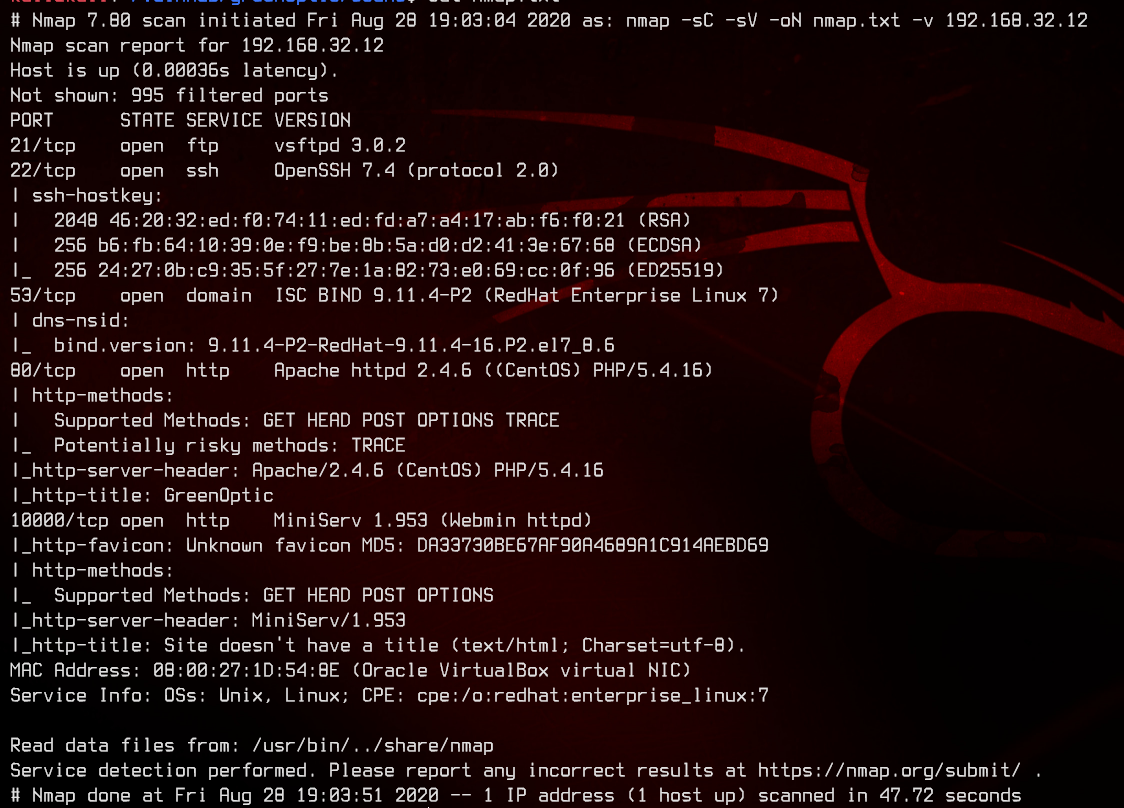 # Nmap 7.80 scan initiated Fri Aug 28 19:03:04 2020 as: nmap -sC -sV -oN nmap.txt -v 192.168.32.12
Nmap scan report for 192.168.32.12
Host is up (0.00036s latency).
Not shown: 995 filtered ports
PORT      STATE SERVICE VERSION
21/tcp    open  ftp     vsftpd 3.0.2
22/tcp    open  ssh     OpenSSH 7.4 (protocol 2.0)
| ssh-hostkey:
|   2048 46:20:32:ed:f0:74:11:ed:fd:a7:a4:17:ab:f6:f0:21 (RSA)
|   256 b6:fb:64:10:39:0e:f9:be:8b:5a:d0:d2:41:3e:67:68 (ECDSA)
|_  256 24:27:0b:c9:35:5f:27:7e:1a:82:73:e0:69:cc:0f:96 (ED25519)
53/tcp    open  domain  ISC BIND 9.11.4-P2 (RedHat Enterprise Linux 7)
| dns-nsid:
|_  bind.version: 9.11.4-P2-RedHat-9.11.4-16.P2.el7_8.6
80/tcp    open  http    Apache httpd 2.4.6 ((CentOS) PHP/5.4.16)
| http-methods:
|   Supported Methods: GET HEAD POST OPTIONS TRACE
|_  Potentially risky methods: TRACE
|_http-server-header: Apache/2.4.6 (CentOS) PHP/5.4.16
|_http-title: GreenOptic
10000/tcp open  http    MiniServ 1.953 (Webmin httpd)
|_http-favicon: Unknown favicon MD5: DA33730BE67AF90A4689A1C914AEBD69
| http-methods:
|_  Supported Methods: GET HEAD POST OPTIONS
|_http-server-header: MiniServ/1.953
|_http-title: Site doesn't have a title (text/html; Charset=utf-8).
MAC Address: 08:00:27:1D:54:8E (Oracle VirtualBox virtual NIC)
Service Info: OSs: Unix, Linux; CPE: cpe:/o:redhat:enterprise_linux:7

Read data files from: /usr/bin/../share/nmap
Service detection performed. Please report any incorrect results at https://nmap.org/submit/ .
# Nmap done at Fri Aug 28 19:03:51 2020 -- 1 IP address (1 host up) scanned in 47.72 seconds